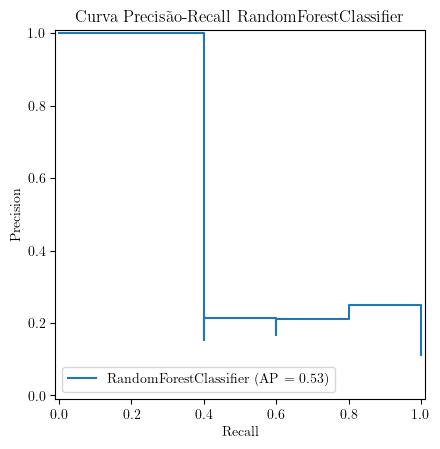 Curva Precisão-Recall RandomForestClassifier
1.0
0.8
0.6
0.4
0.2
0.0
Precision
RandomForestClassifier (AP = 0.53)
0.0 0.2 0.4 0.6 0.8 1.0
Recall